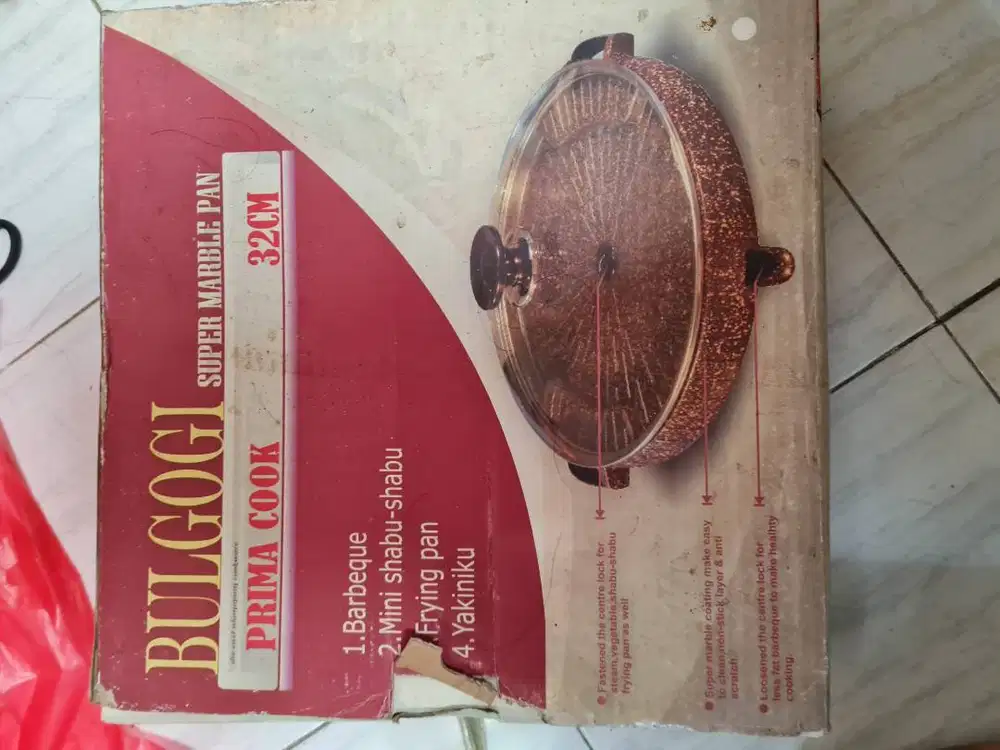 BULGOGI
SUPER MARBLE PAN
PRIMA COOK 32CM
1.Barbeque
2.Mini shabu-shabu
Frying pan
4.Yakiniku
Fastened the centre lock for
steam,vegetable,shabu-shabu
frying pan as well
Super marble coating make easy
to clean,non-stick layer & anti
scratch
Loosened the centre lock for
less fat barbeque to make healhty
cooking.